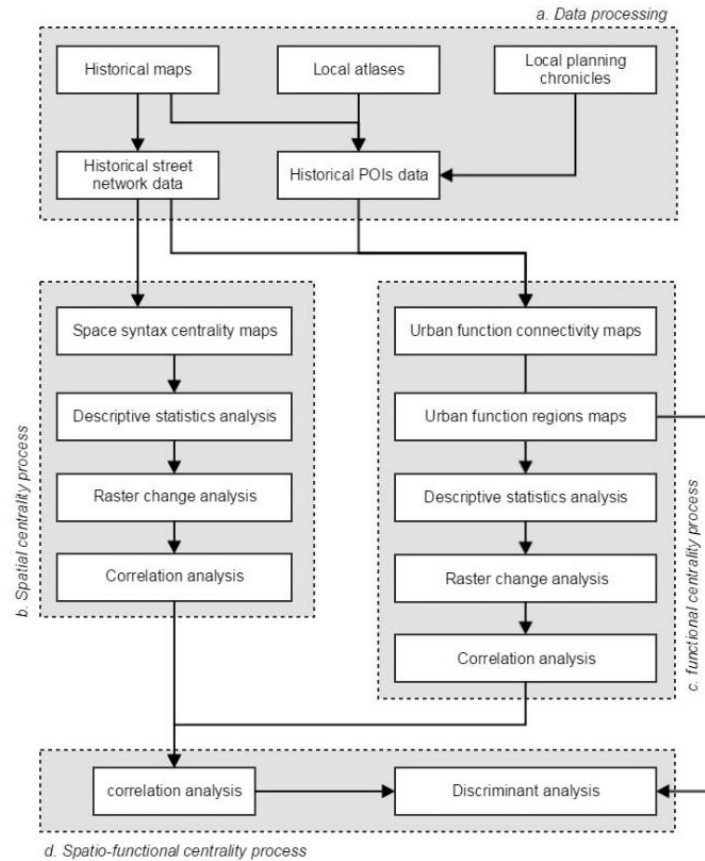 a. Data processing
Historical maps
Local atlases
Local planning
chronicles
Historical street
network data
Historical POIs data
b. Spatial centrality process
Space syntax centrality maps
Descriptive statistics analysis
Raster change analysis
Correlation analysis
Urban function connectivity maps
Urban function regions maps
Descriptive statistics analysis
Raster change analysis
Correlation analysis
c. functional centrality process
correlation analysis
Discriminant analysis
d. Spatio-functional centrality process